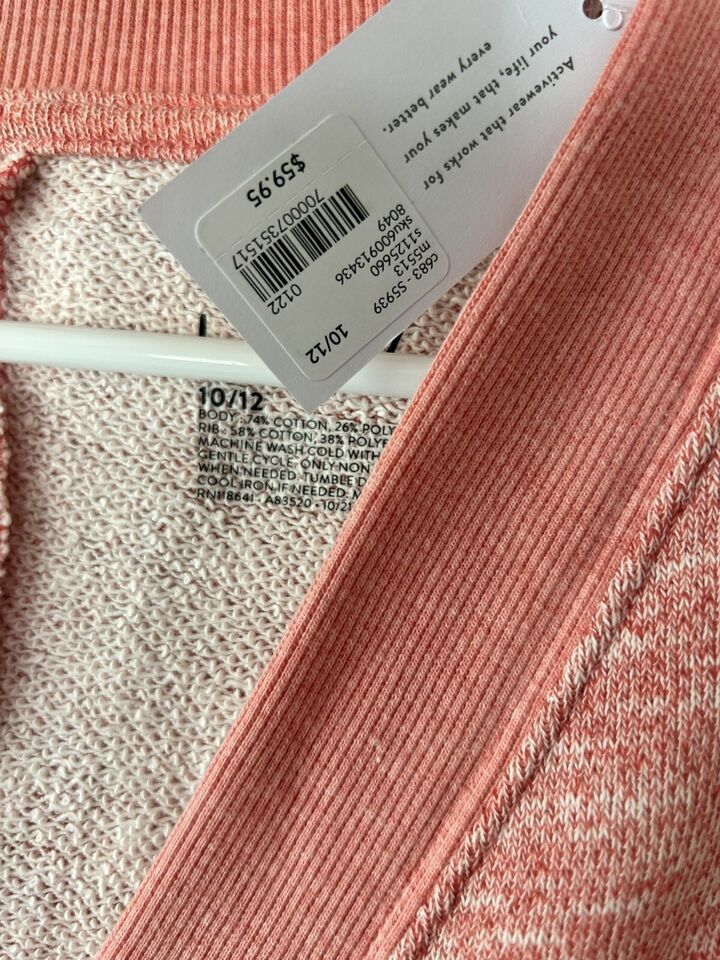 Activewear that works for
your life, that makes your
every wear better.
c683 - S5939
m5513
s1125660
sku600913436
8049
700007351517
$59.95
0122
10/12
10/12
BODY : 74% COTTON, 26% POLY
RIB : 58% COTTON, 38% POLYE
MACHINE WASH COLD WITH
GENTLE CYCLE. ONLY NON
WHEN NEEDED. TUMBLE D
COOL IRON IF NEEDED. M
RN118641 - A83520 - 10/21